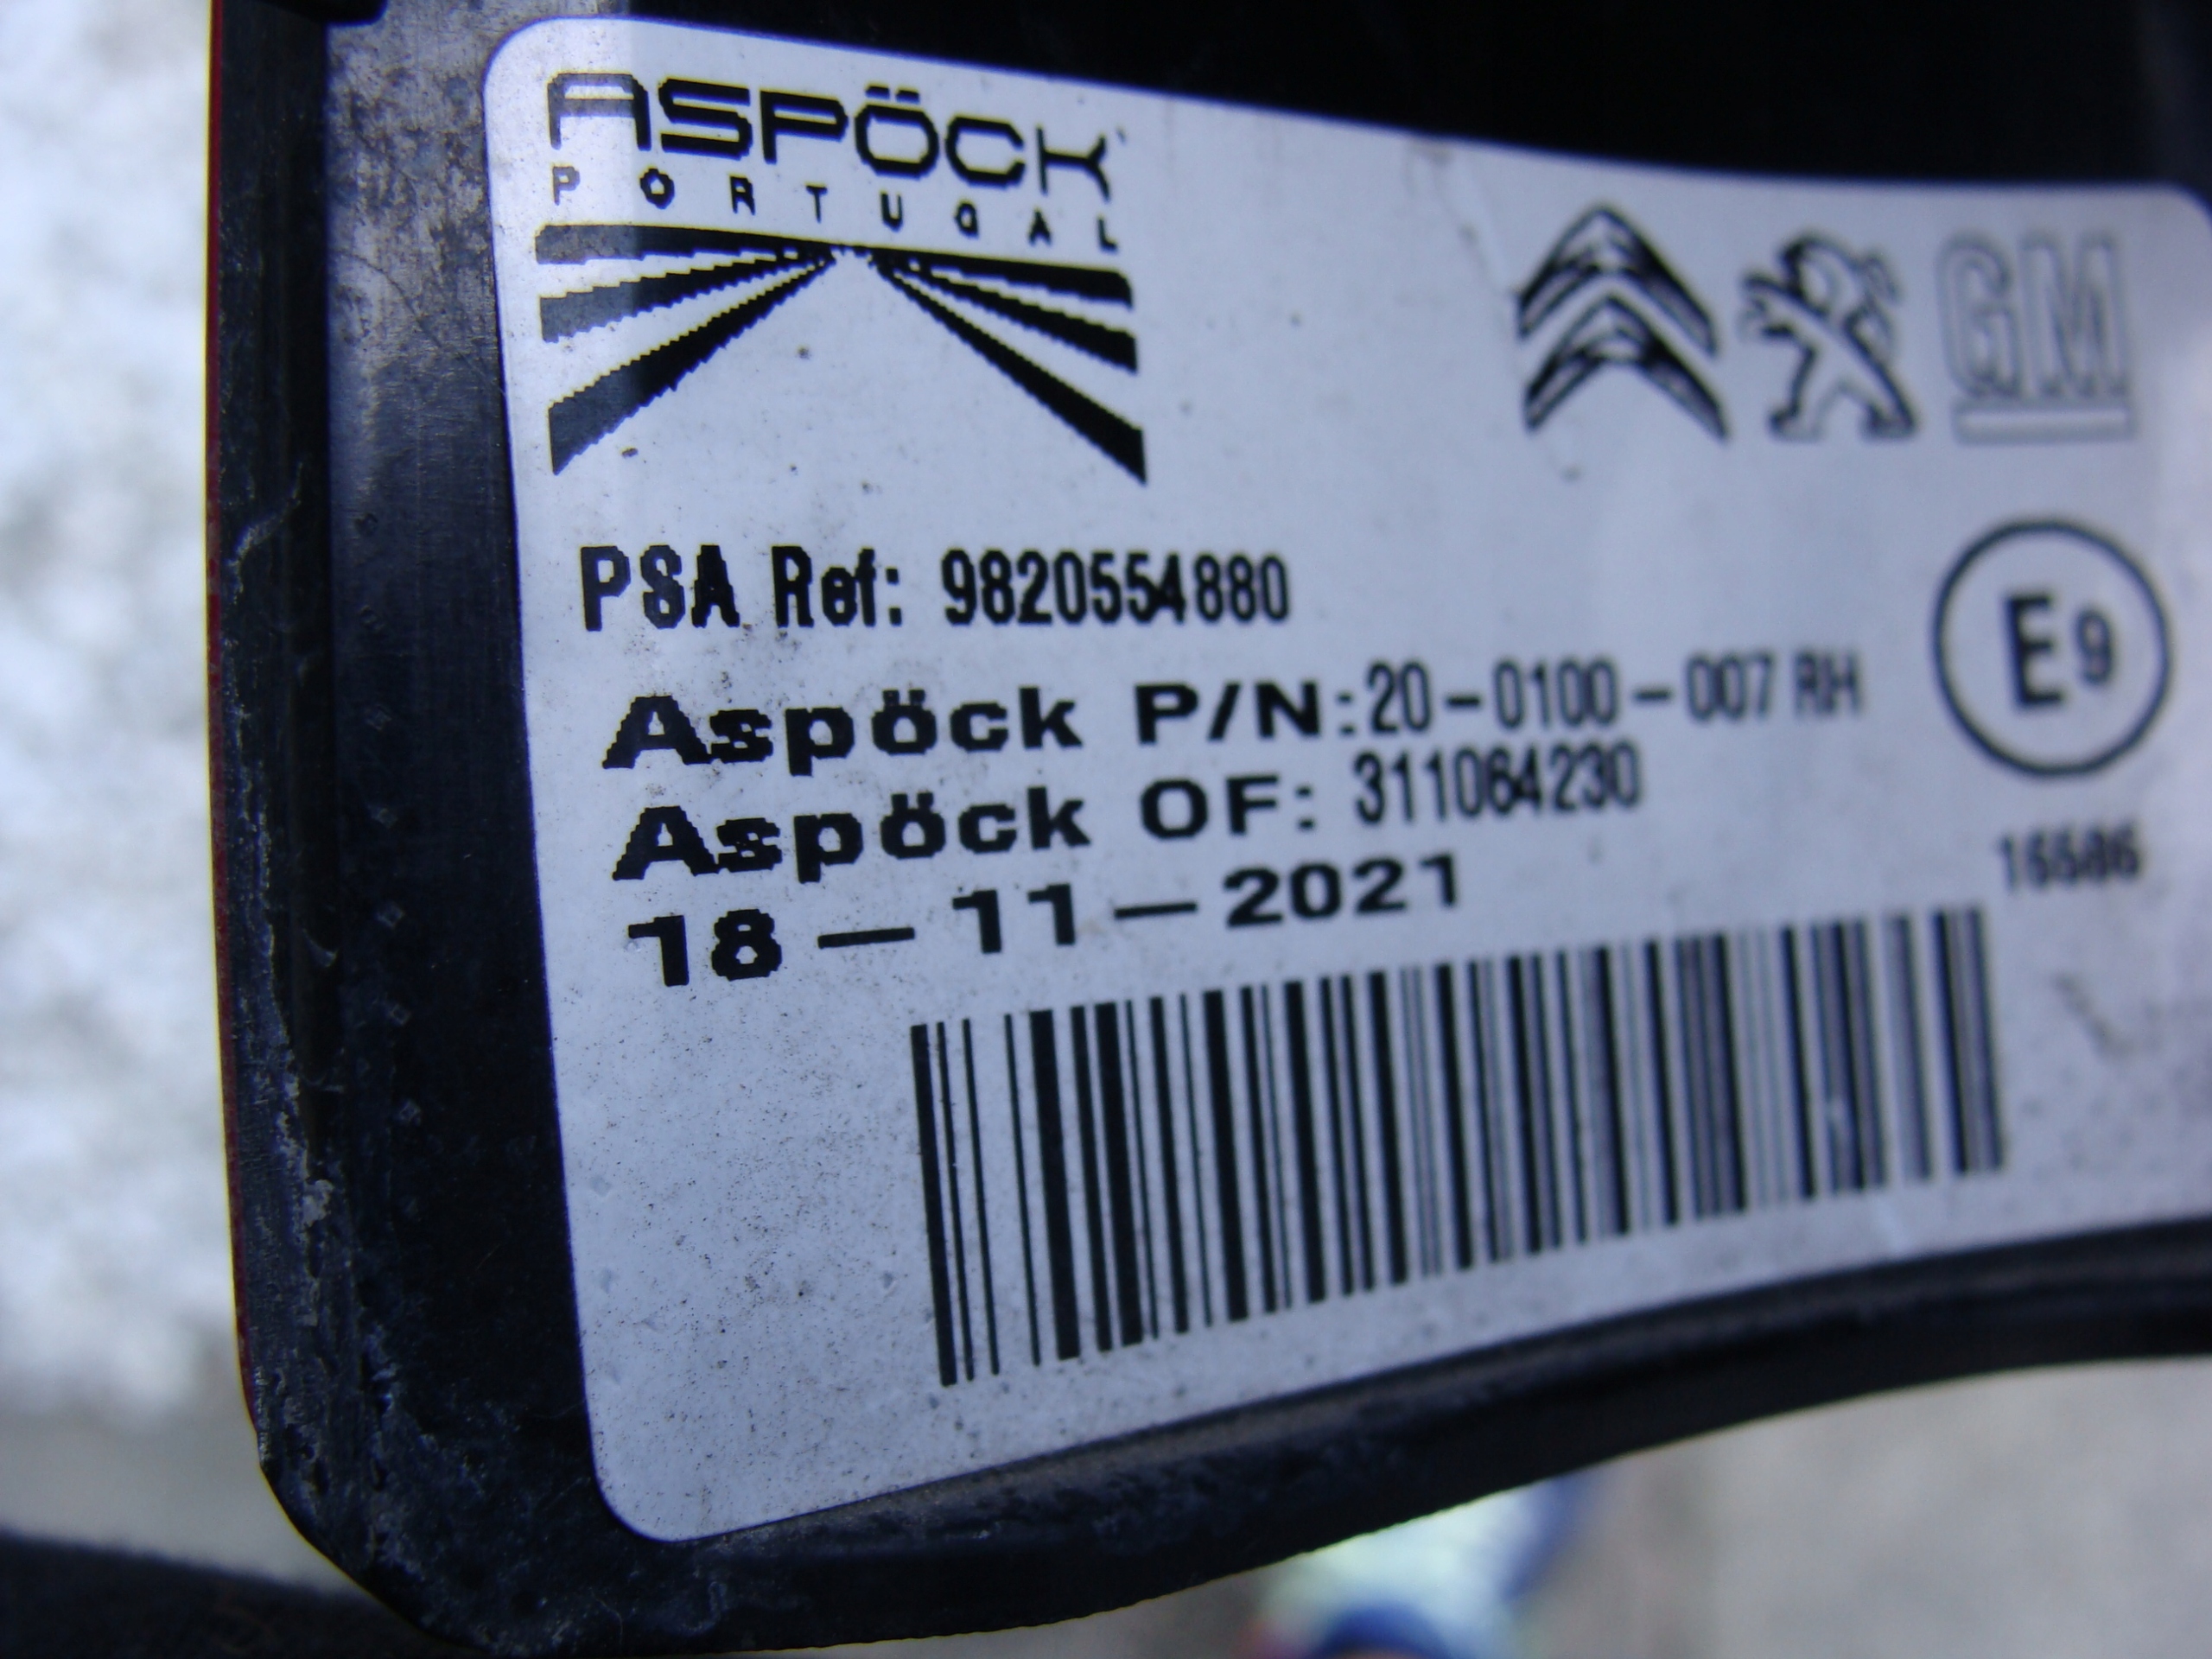 ASPÖCK
PORTUGAL
GM
PSA Ref: 9820554880
Aspöck P/N:20-0100-007 RH
E9
Aspöck OF: 311064230
18-11-2021